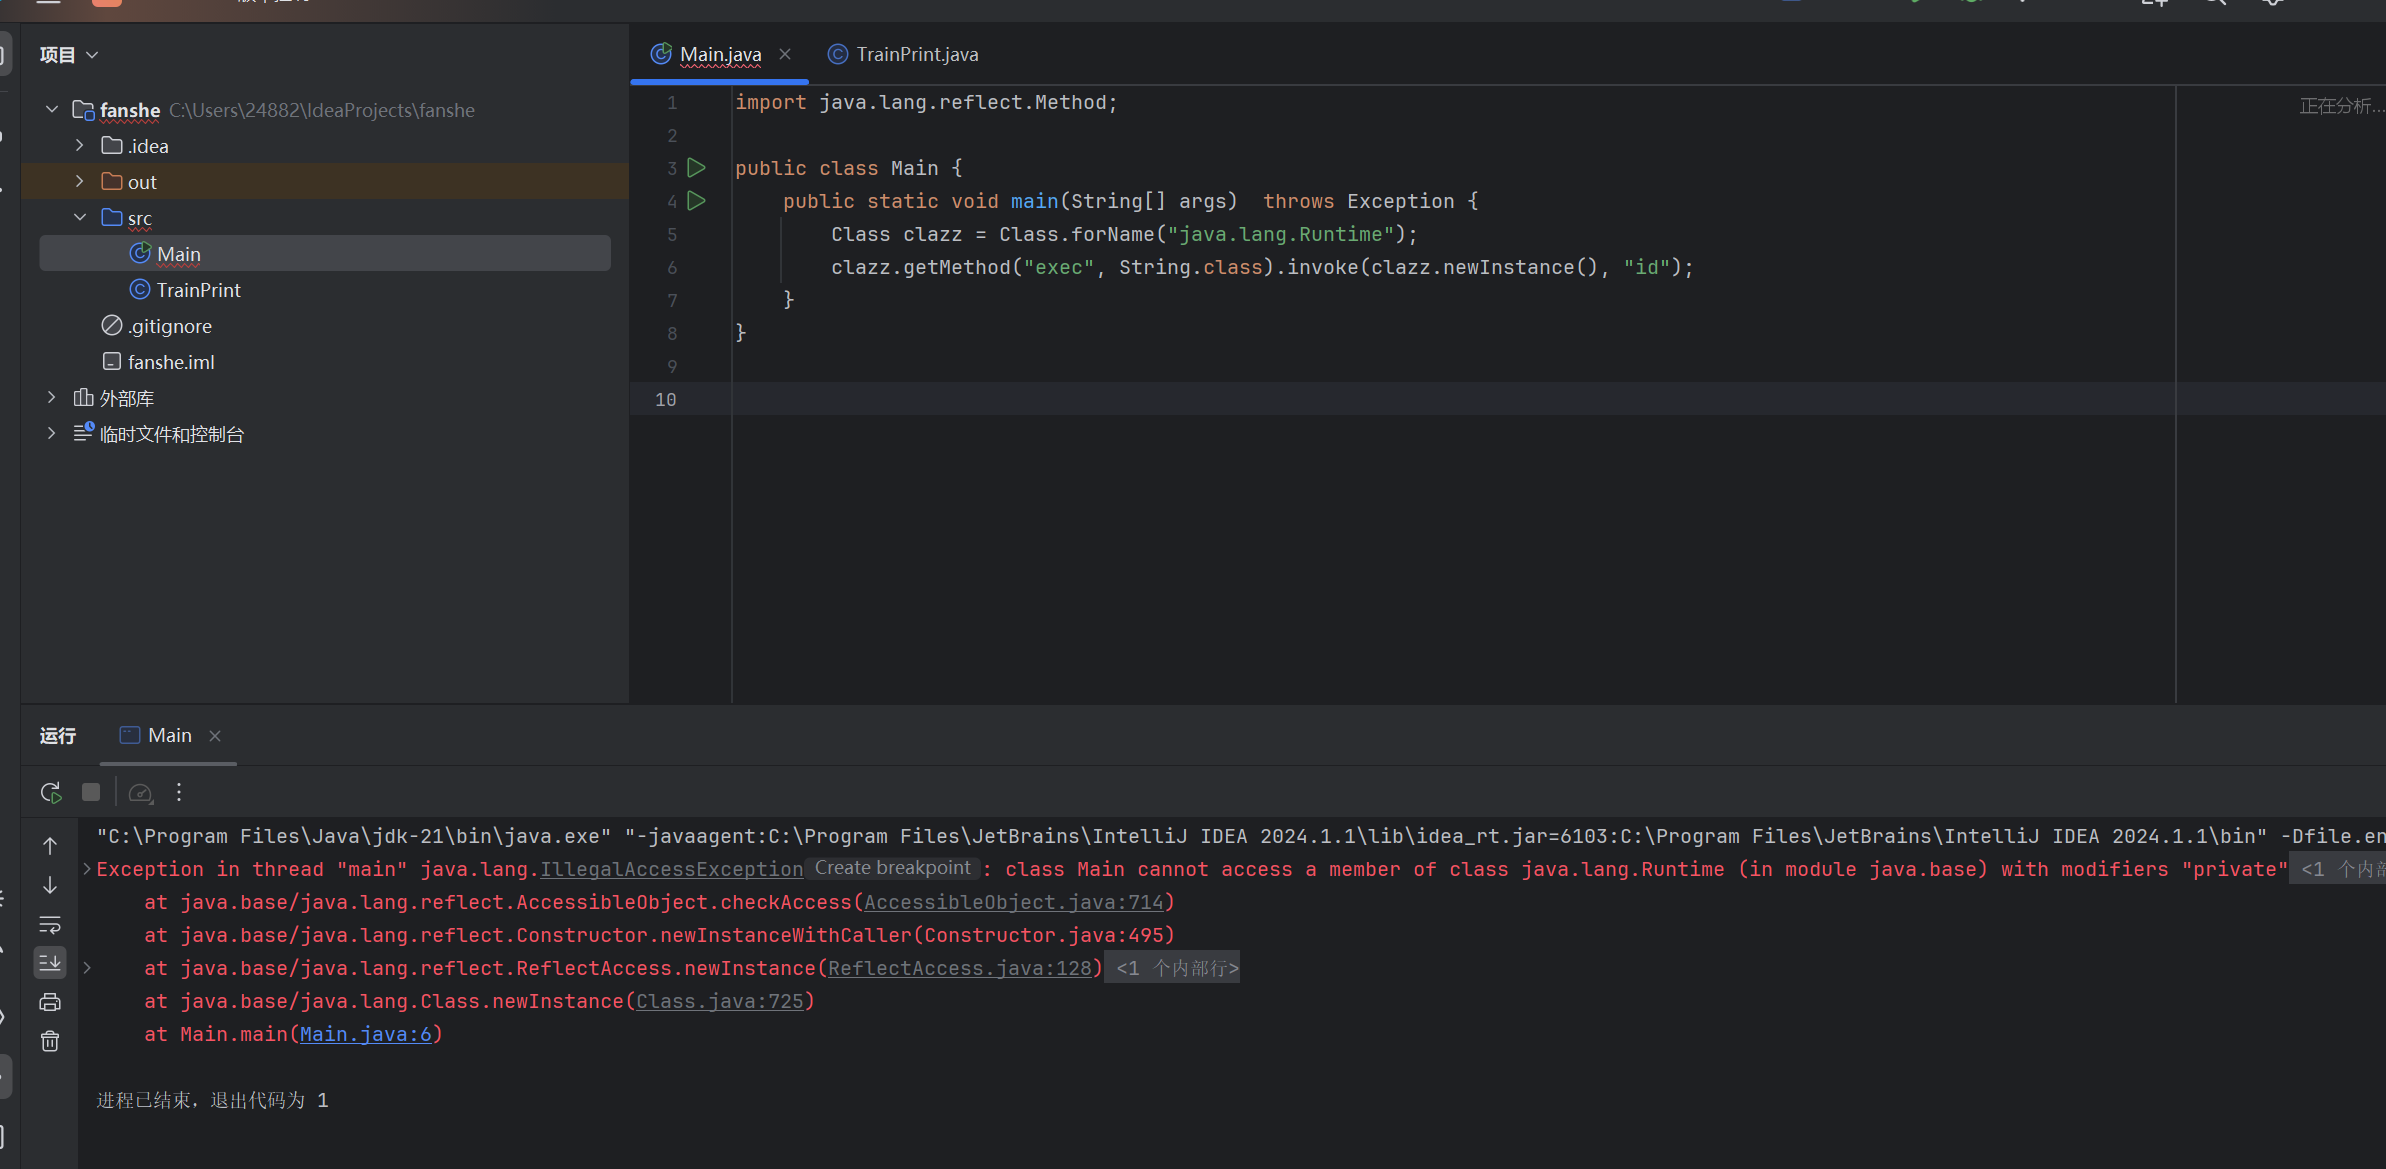 项目
fanshe C:\Users\24882\IdeaProjects\fanshe
.idea
out
src
Main
TrainPrint
.gitignore
fanshe.iml
外部库
临时文件和控制台
Main.java
TrainPrint.java
正在分析...
1 import java.lang.reflect.Method;
2
3 public class Main {
4 public static void main(String[] args)  throws Exception {
5 Class clazz = Class.forName("java.lang.Runtime");
6 clazz.getMethod("exec", String.class).invoke(clazz.newInstance(), "id");
7 }
8 }
9
10
运行
Main
"C:\Program Files\Java\jdk-21\bin\java.exe" "-javaagent:C:\Program Files\JetBrains\IntelliJ IDEA 2024.1.1\lib\idea_rt.jar=6103:C:\Program Files\JetBrains\IntelliJ IDEA 2024.1.1\bin" -Dfile.en
Exception in thread "main" java.lang.IllegalAccessException Create breakpoint : class Main cannot access a member of class java.lang.Runtime (in module java.base) with modifiers "private" <1 个内部
at java.base/java.lang.reflect.AccessibleObject.checkAccess(AccessibleObject.java:714)
at java.base/java.lang.reflect.Constructor.newInstanceWithCaller(Constructor.java:495)
at java.base/java.lang.reflect.ReflectAccess.newInstance(ReflectAccess.java:128) <1 个内部行>
at java.base/java.lang.Class.newInstance(Class.java:725)
at Main.main(Main.java:6)
进程已结束，退出代码为 1